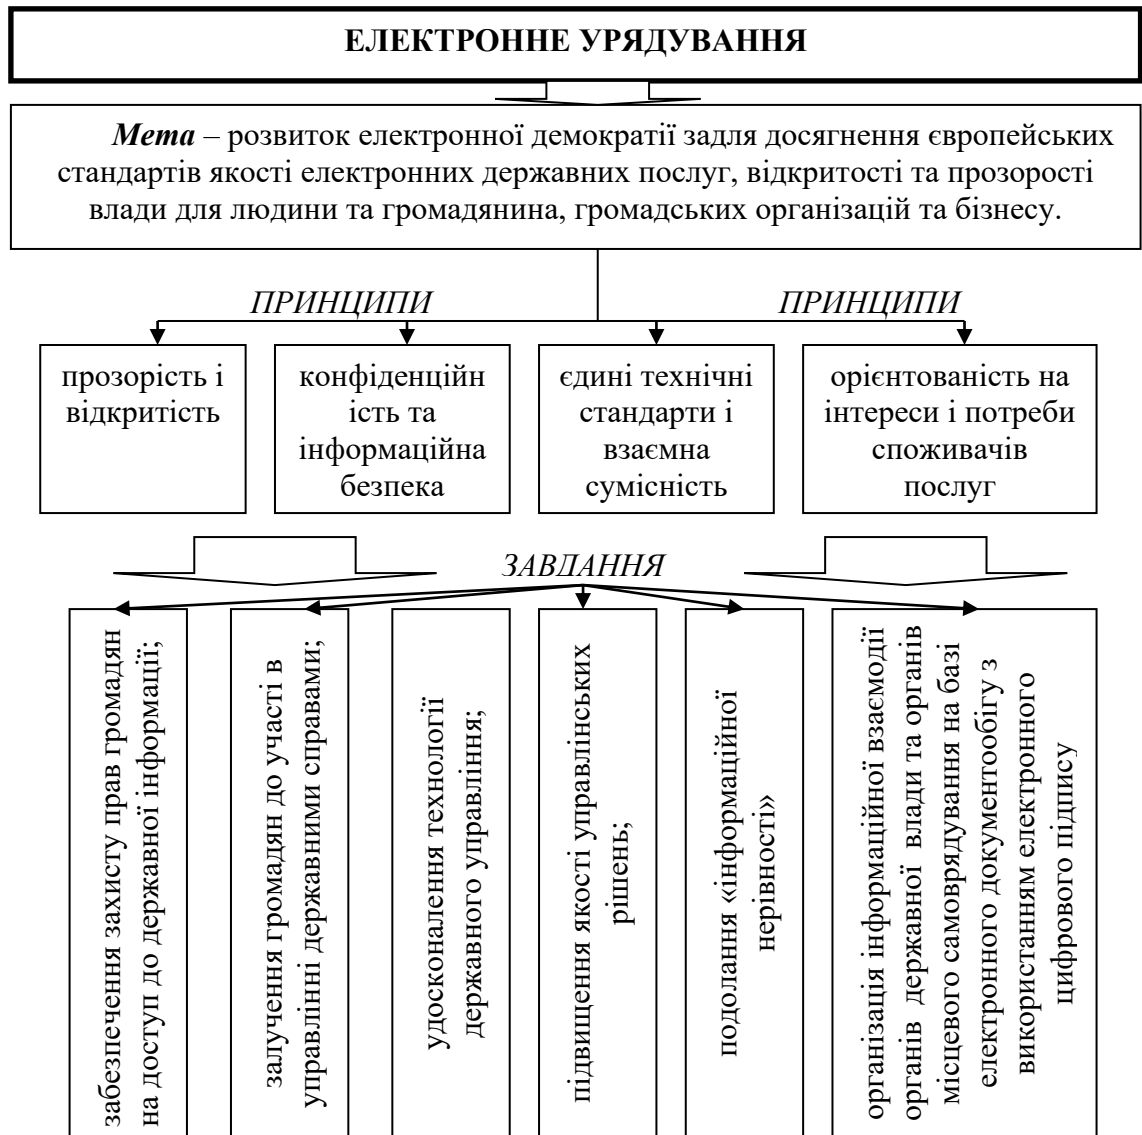 ЕЛЕКТРОННЕ УРЯДУВАННЯ
Мета – розвиток електронної демократії задля досягнення європейських
стандартів якості електронних державних послуг, відкритості та прозорості
влади для людини та громадянина, громадських організацій та бізнесу.
ПРИНЦИПИ
ПРИНЦИПИ
прозорість і
відкритість
конфіденційн
ість та
інформаційна
безпека
єдині технічні
стандарти і
взаємна
сумісність
орієнтованість на
інтереси і потреби
споживачів
послуг
ЗАВДАННЯ
забезпечення захисту прав громадян
на доступ до державної інформації;
залучення громадян до участі в
управлінні державними справами;
удосконалення технології
державного управління;
підвищення якості управлінських
рішень;
подолання «інформаційної
нерівності»
організація інформаційної взаємодії
органів державної влади та органів
місцевого самоврядування на базі
електронного документообігу з
використанням електронного
цифрового підпису